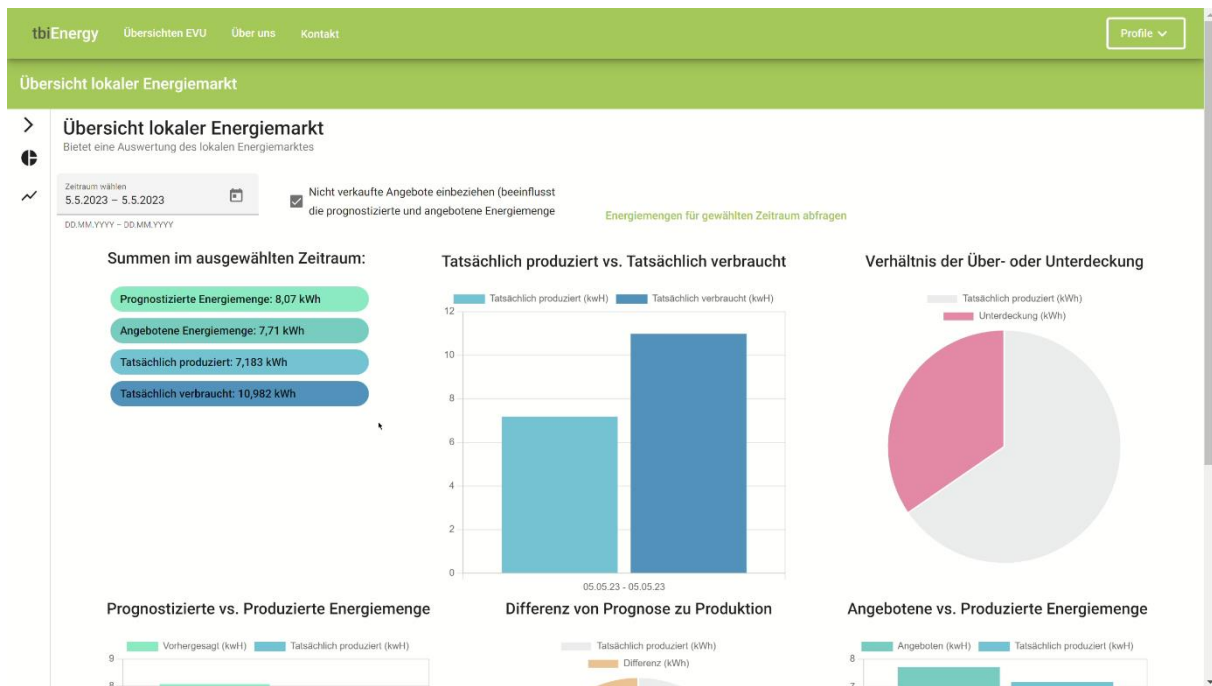 tbiEnergy Übersichten EVU Über uns Kontakt Profile
Übersicht lokaler Energiemarkt
Übersicht lokaler Energiemarkt
Bietet eine Auswertung des lokalen Energiemarktes
Zeitraum wählen
5.5.2023 – 5.5.2023
DD.MM.YYYY – DD.MM.YYYY
Nicht verkaufte Angebote einbeziehen (beeinflusst
die prognostizierte und angebotene Energiemenge
Energiemengen für gewählten Zeitraum abfragen
Summen im ausgewählten Zeitraum:
Prognostizierte Energiemenge: 8,07 kWh
Angebotene Energiemenge: 7,71 kWh
Tatsächlich produziert: 7,183 kWh
Tatsächlich verbraucht: 10,982 kWh
Tatsächlich produziert vs. Tatsächlich verbraucht
Tatsächlich produziert (kwH) Tatsächlich verbraucht (kwH)
12
10
8
6
4
2
0
05.05.23 - 05.05.23
Verhältnis der Über- oder Unterdeckung
Tatsächlich produziert (kWh)
Unterdeckung (kWh)
Prognostizierte vs. Produzierte Energiemenge
Vorhergesagt (kwH) Tatsächlich produziert (kwH)
9
8
Differenz von Prognose zu Produktion
Tatsächlich produziert (kWh)
Differenz (kWh)
Angebotene vs. Produzierte Energiemenge
Angeboten (kwH) Tatsächlich produziert (kwH)
8
7